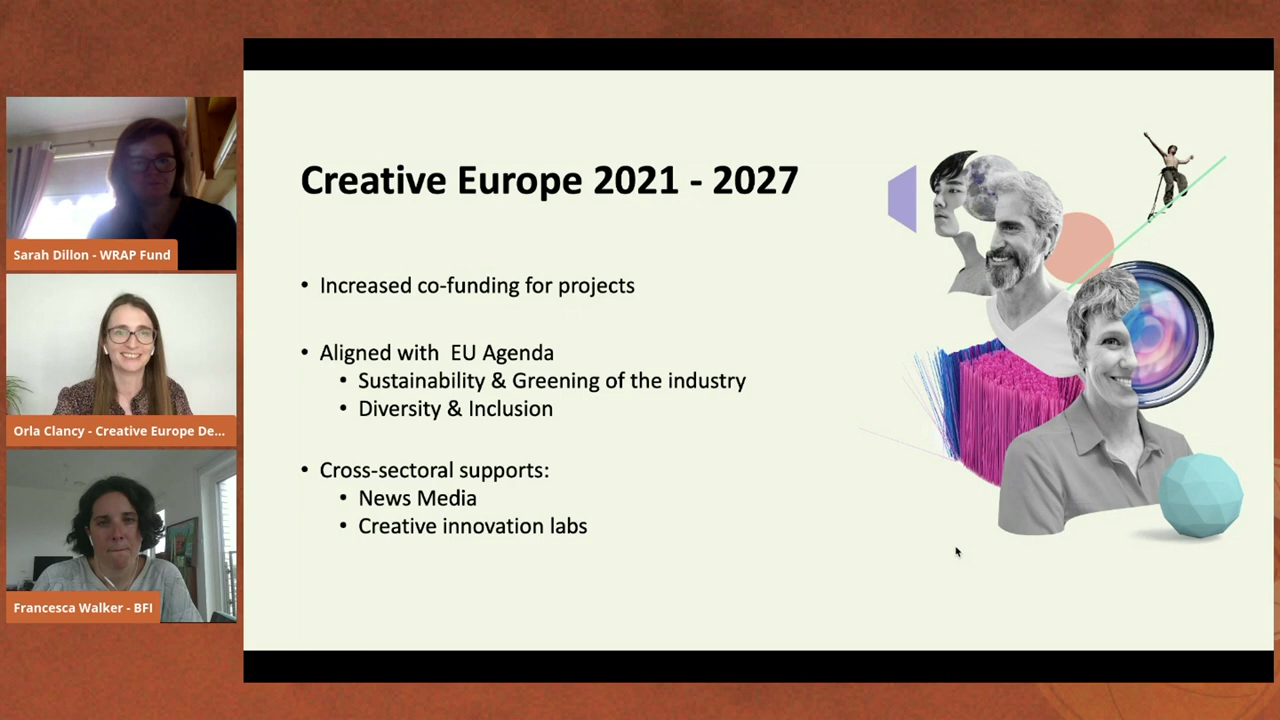 Sarah Dillon - WRAP Fund
Orla Clancy - Creative Europe De...
Francesca Walker - BFI
Creative Europe 2021 - 2027
• Increased co-funding for projects
• Aligned with EU Agenda
• Sustainability & Greening of the industry
• Diversity & Inclusion
• Cross-sectoral supports:
• News Media
• Creative innovation labs